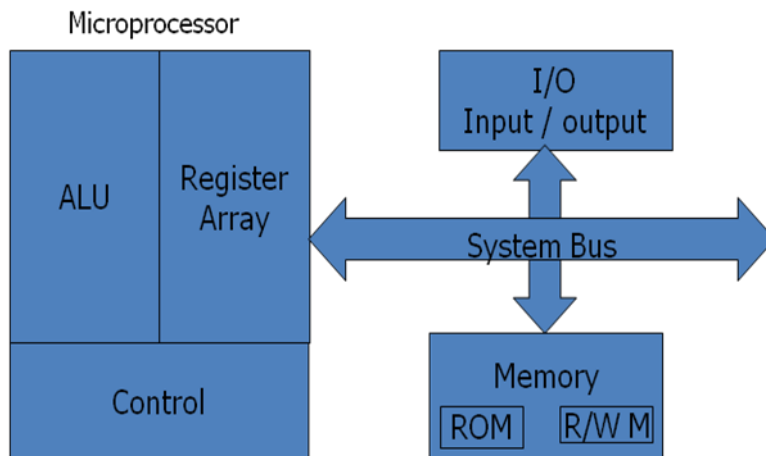 Microprocessor
ALU
Register
Array
Control
I/O
Input / output
System Bus
Memory
ROM
R/W M